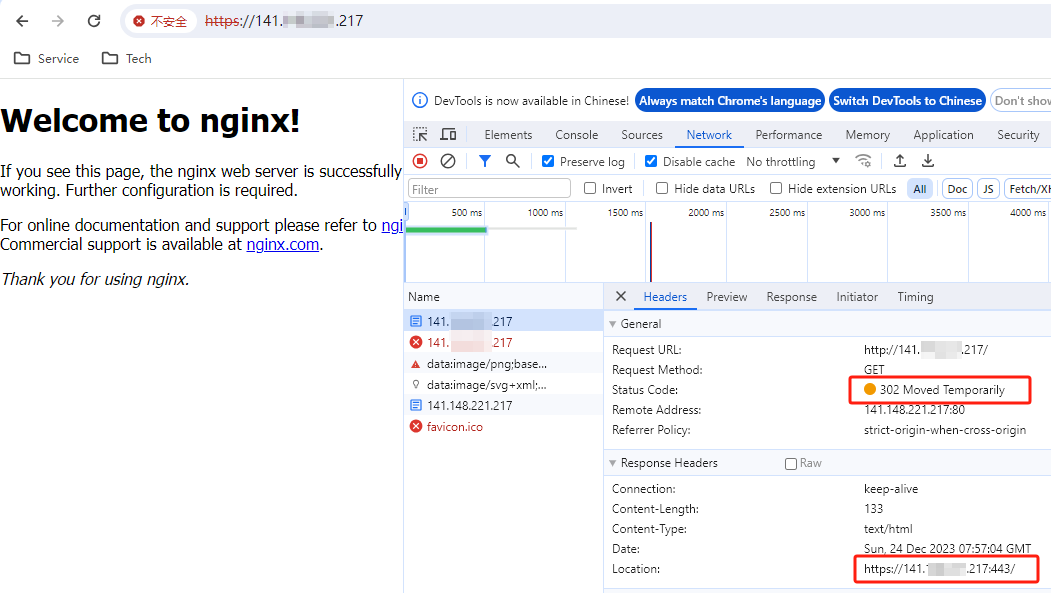 不安全 https://141. .217
Service Tech
Welcome to nginx!
If you see this page, the nginx web server is successfully
working. Further configuration is required.
For online documentation and support please refer to ngi
Commercial support is available at nginx.com.
Thank you for using nginx.
DevTools is now available in Chinese! Always match Chrome's language Switch DevTools to Chinese Don't show
Elements Console Sources Network Performance Memory Application Security
Preserve log Disable cache No throttling
Filter Invert Hide data URLs Hide extension URLs All Doc JS Fetch/XH
500 ms 1000 ms 1500 ms 2000 ms 2500 ms 3000 ms 3500 ms 4000 ms
Name
141. .217
141. .217
data:image/png;base...
data:image/svg+xml;...
141.148.221.217
favicon.ico
Headers Preview Response Initiator Timing
General
Request URL: http://141. .217/
Request Method: GET
Status Code: 302 Moved Temporarily
Remote Address: 141.148.221.217:80
Referrer Policy: strict-origin-when-cross-origin
Response Headers Raw
Connection: keep-alive
Content-Length: 133
Content-Type: text/html
Date: Sun, 24 Dec 2023 07:57:04 GMT
Location: https://141. .217:443/